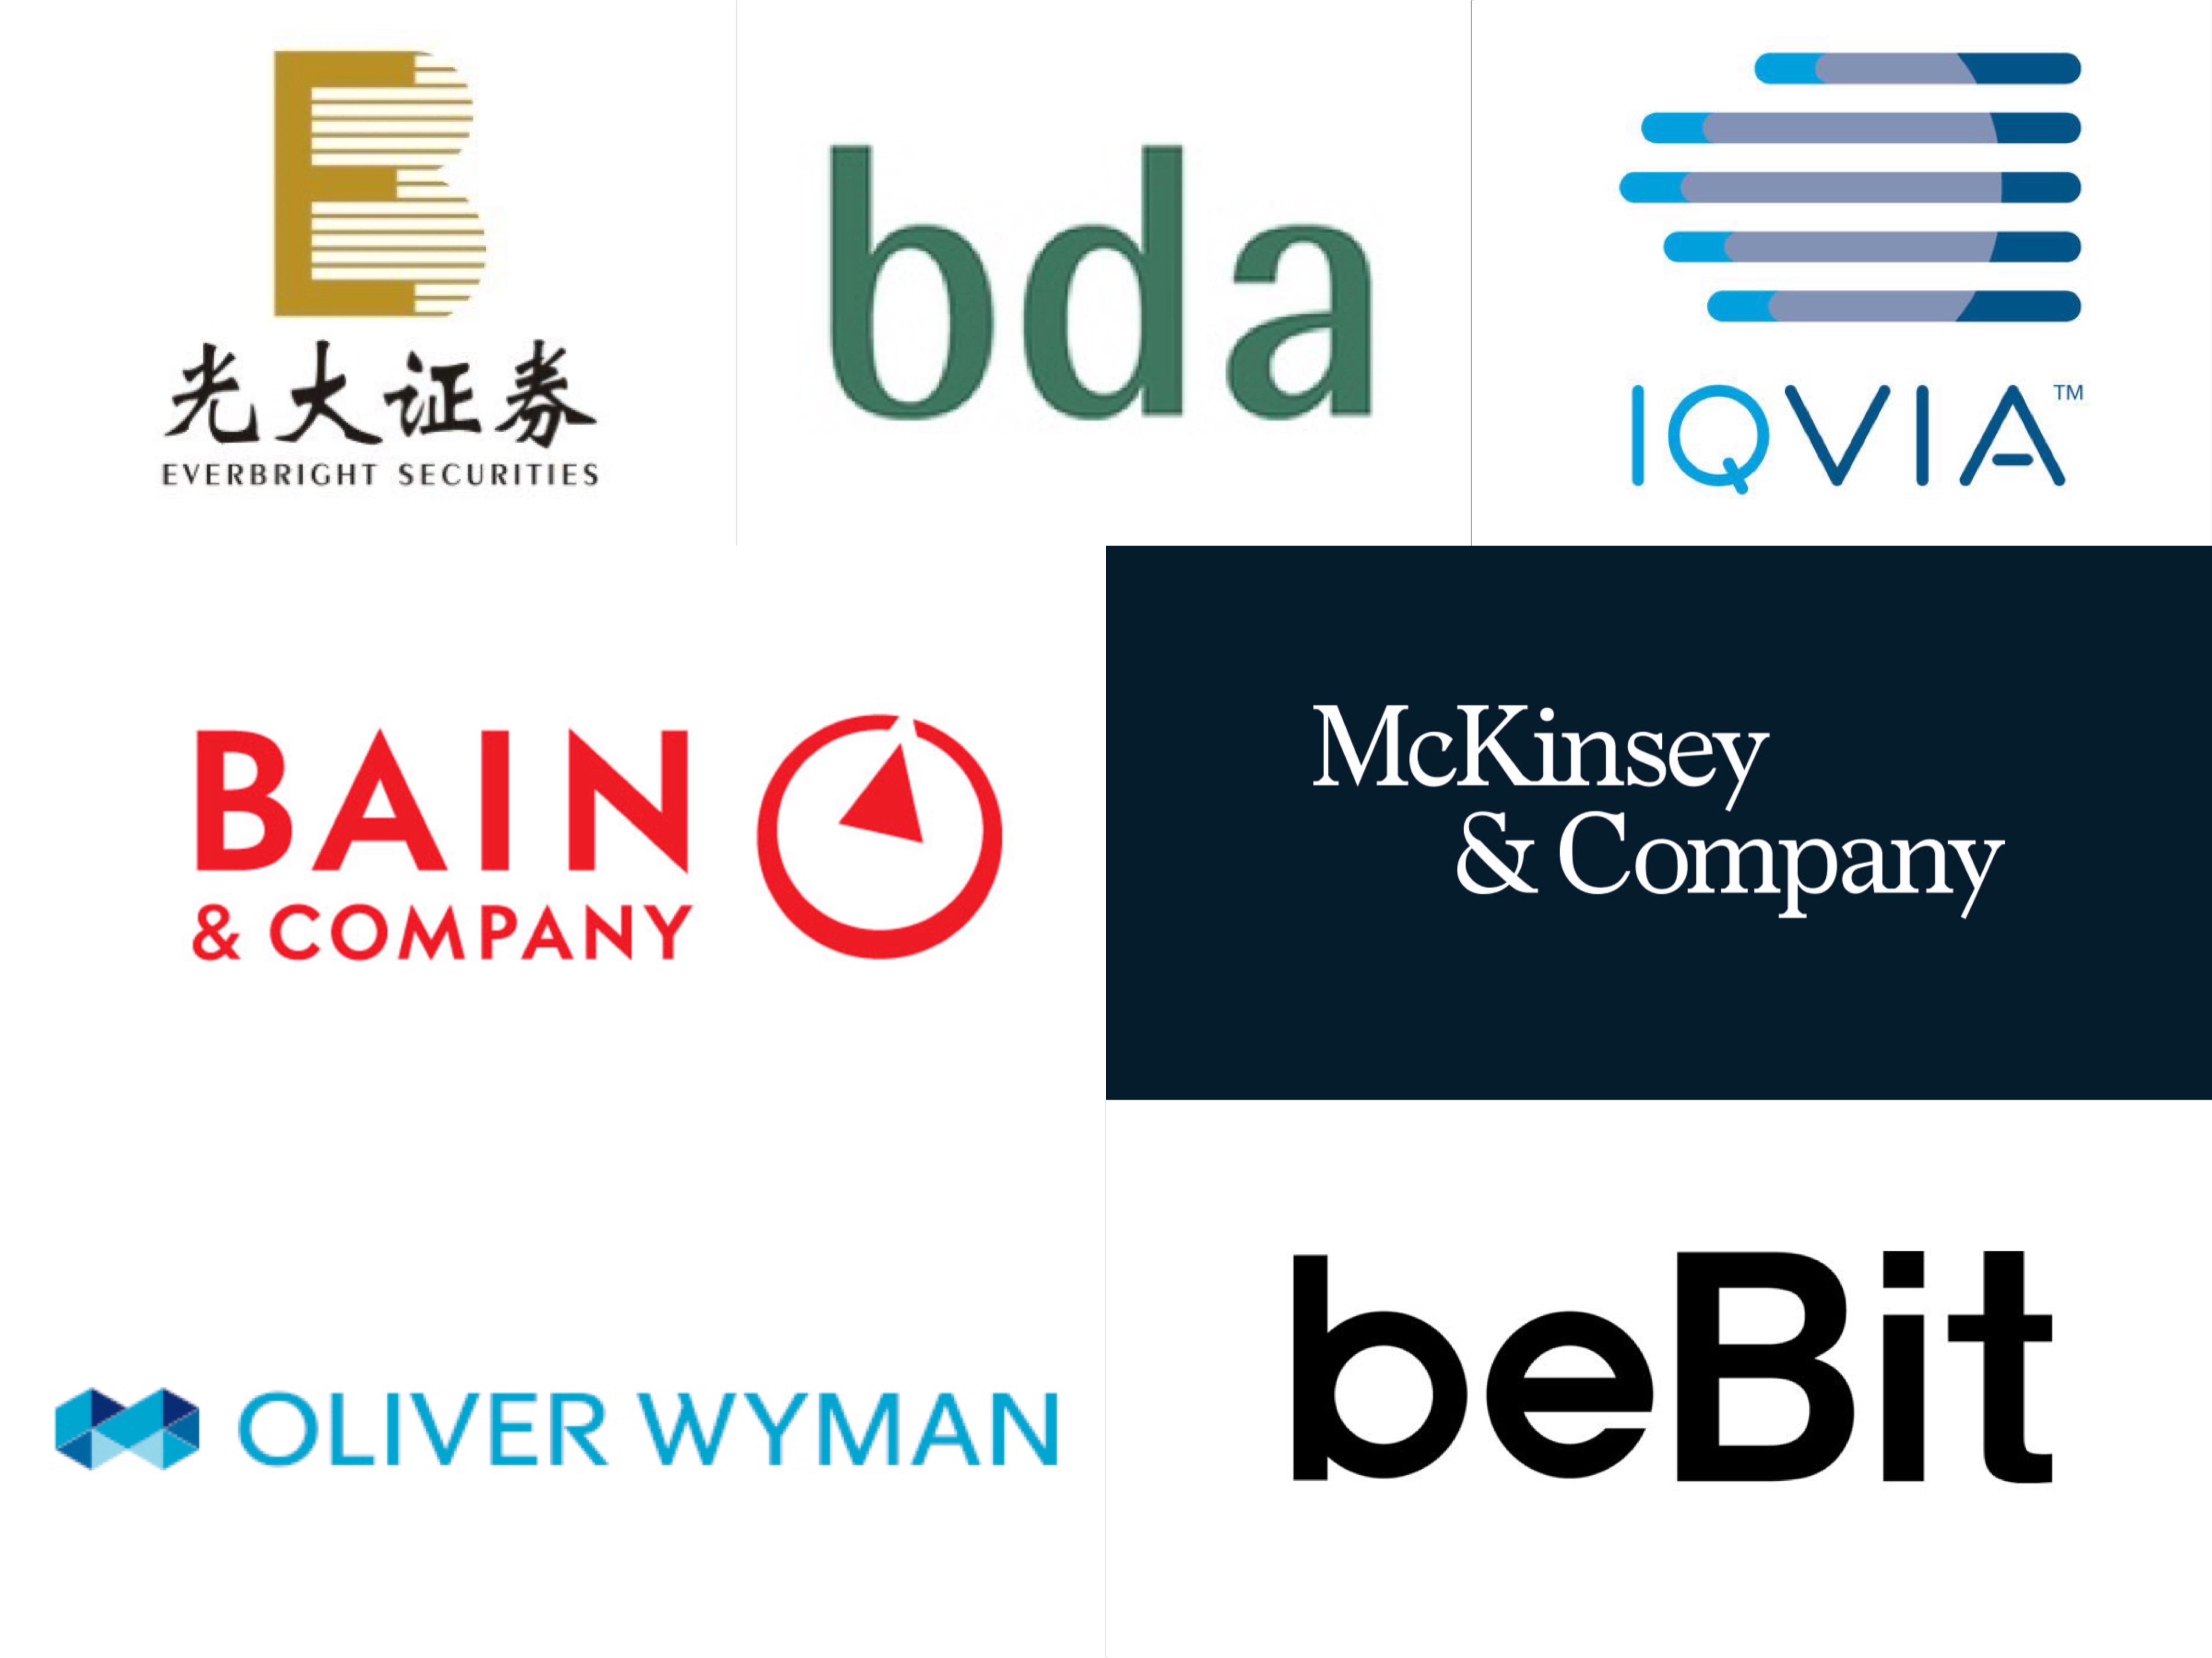 光大证券
EVERBRIGHT SECURITIES
bda
IQVIA™
BAIN
& COMPANY
McKinsey
& Company
OLIVER WYMAN
beBit